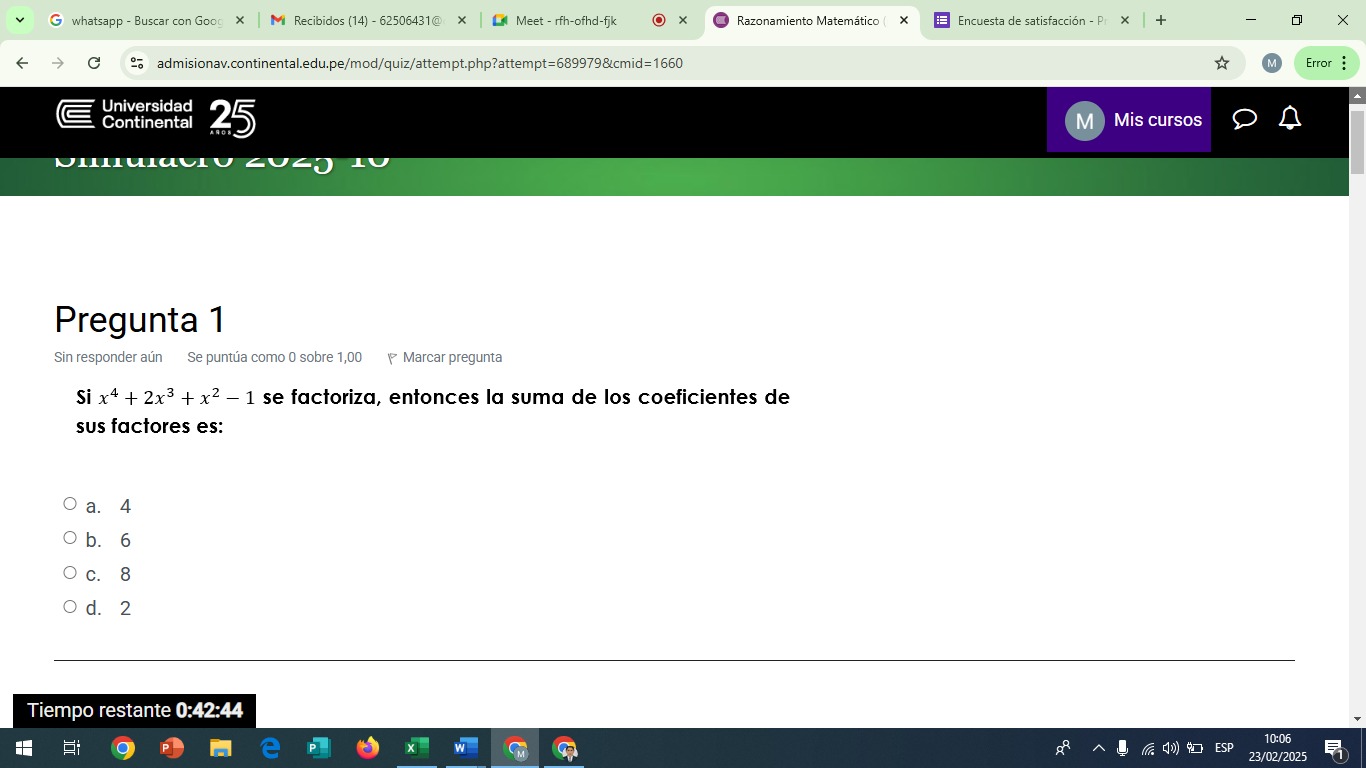 whatsapp - Buscar con Goog
Recibidos (14) - 62506431@
Meet - rfh-ofhd-fjk
Razonamiento Matemático (
Encuesta de satisfacción - P
admisionav.continental.edu.pe/mod/quiz/attempt.php?attempt=689979&cmid=1660
M
Error
Universidad
Continental
25
AÑOS
M
Mis cursos
Simulacro 2025-10
Pregunta 1
Sin responder aún
Se puntúa como 0 sobre 1,00
Marcar pregunta
Si x⁴ + 2x³ + x² − 1 se factoriza, entonces la suma de los coeficientes de
sus factores es:
a. 4
b. 6
c. 8
d. 2
Tiempo restante 0:42:44
ESP
10:06
23/02/2025
1